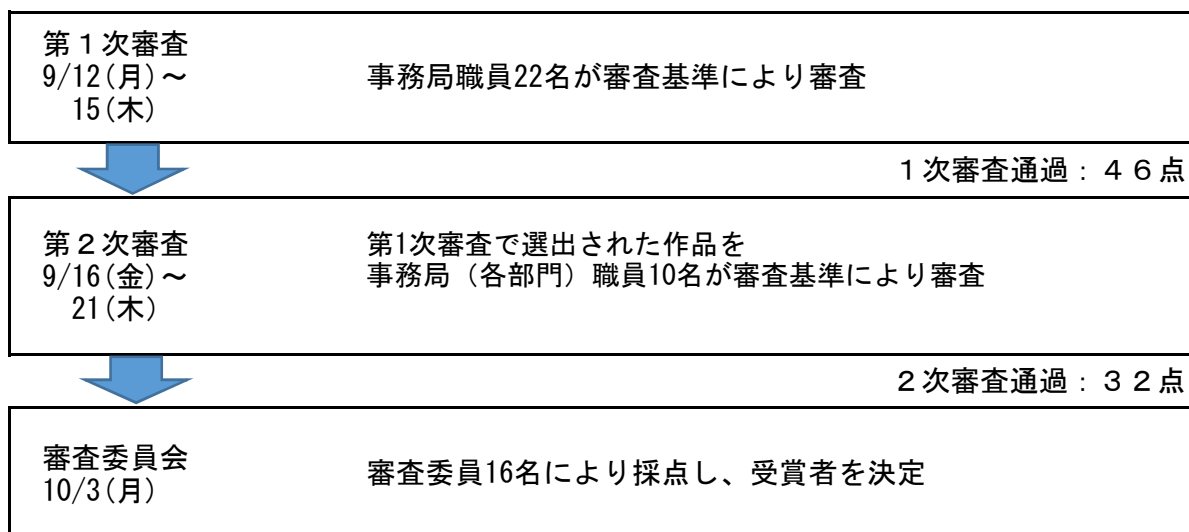 第１次審査
9/12(月)～
15(木)
事務局職員22名が審査基準により審査
１次審査通過：４６点
第２次審査
9/16(金)～
21(木)
第1次審査で選出された作品を
事務局（各部門）職員10名が審査基準により審査
２次審査通過：３２点
審査委員会
10/3(月)
審査委員16名により採点し、受賞者を決定